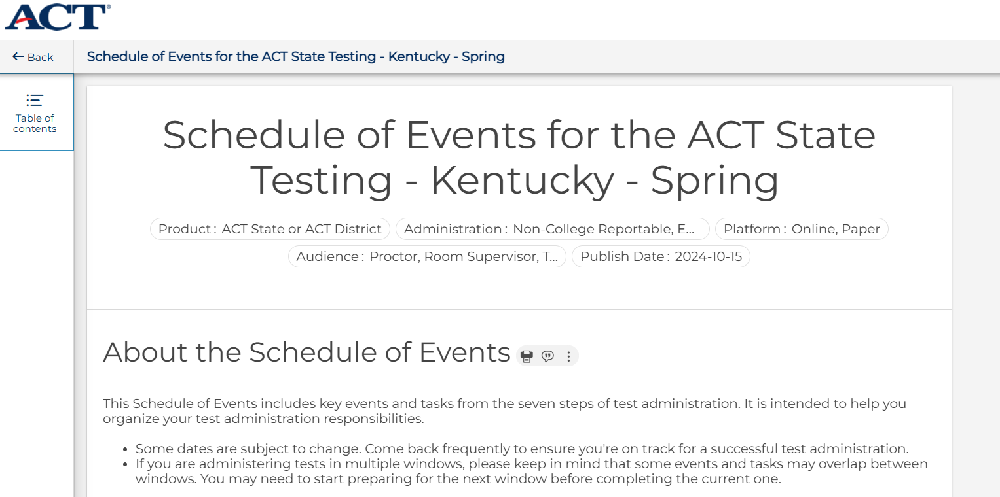 ACT®
Back
Schedule of Events for the ACT State Testing - Kentucky - Spring
Table of
contents
Schedule of Events for the ACT State
Testing - Kentucky - Spring
Product : ACT State or ACT District
Administration : Non-College Reportable, E...
Platform : Online, Paper
Audience : Proctor, Room Supervisor, T...
Publish Date : 2024-10-15
About the Schedule of Events
This Schedule of Events includes key events and tasks from the seven steps of test administration. It is intended to help you
organize your test administration responsibilities.
• Some dates are subject to change. Come back frequently to ensure you're on track for a successful test administration.
• If you are administering tests in multiple windows, please keep in mind that some events and tasks may overlap between
windows. You may need to start preparing for the next window before completing the current one.